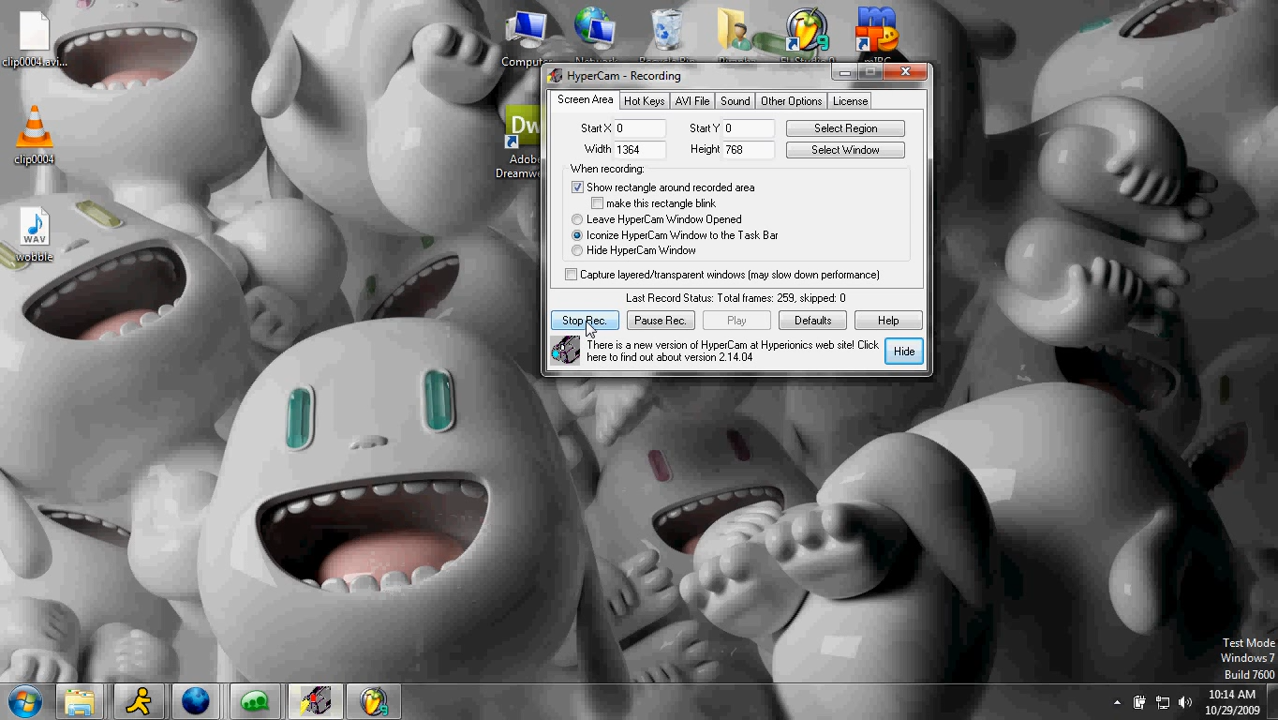 clip0004.avi...
clip0004
WAV
wobble
Computer
Network
mIRC
Dw
Adobe
Dreamwe
HyperCam - Recording
Screen Area Hot Keys AVI File Sound Other Options License
Start X 0 Start Y 0 Select Region
Width 1364 Height 768 Select Window
When recording:
Show rectangle around recorded area
make this rectangle blink
Leave HyperCam Window Opened
Iconize HyperCam Window to the Task Bar
Hide HyperCam Window
Capture layered/transparent windows (may slow down performance)
Last Record Status: Total frames: 259, skipped: 0
Stop Rec. Pause Rec. Play Defaults Help
There is a new version of HyperCam at Hyperionics web site! Click
here to find out about version 2.14.04
Hide
Test Mode
Windows 7
Build 7600
10:14 AM
10/29/2009